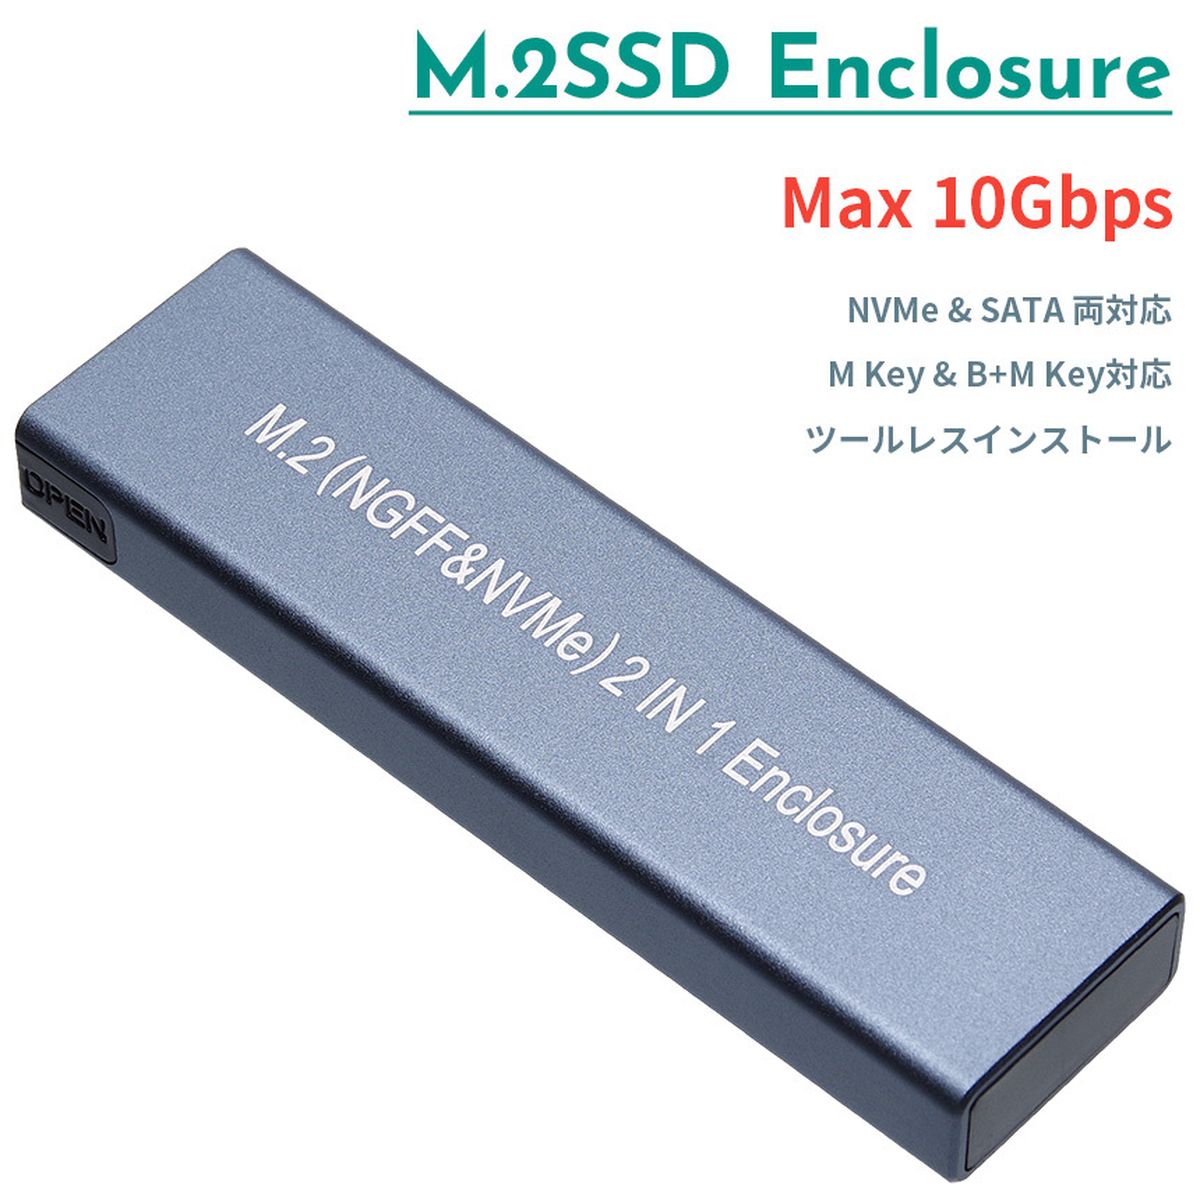 M.2SSD Enclosure
Max 10Gbps
NVMe & SATA 両対応
M Key & B+M Key対応
ツールレスインストール
OPEN
M.2 (NGFF&NVMe) 2 IN 1 Enclosure